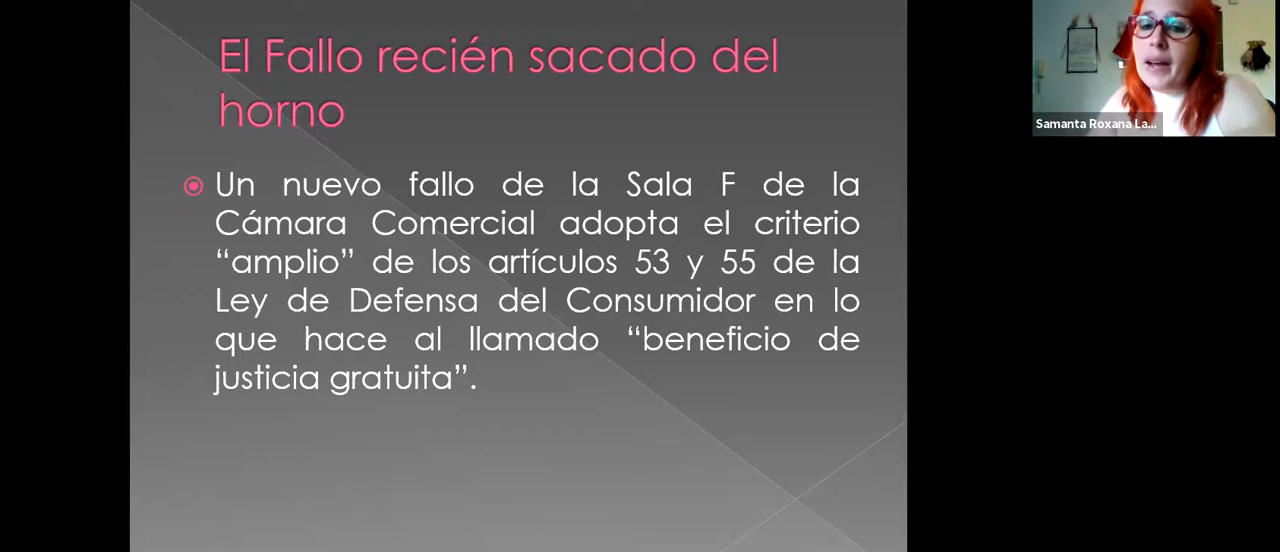 El Fallo recién sacado del
horno
Un nuevo fallo de la Sala F de la
Cámara Comercial adopta el criterio
“amplio” de los artículos 53 y 55 de la
Ley de Defensa del Consumidor en lo
que hace al llamado “beneficio de
justicia gratuita”.
Samanta Roxana La...